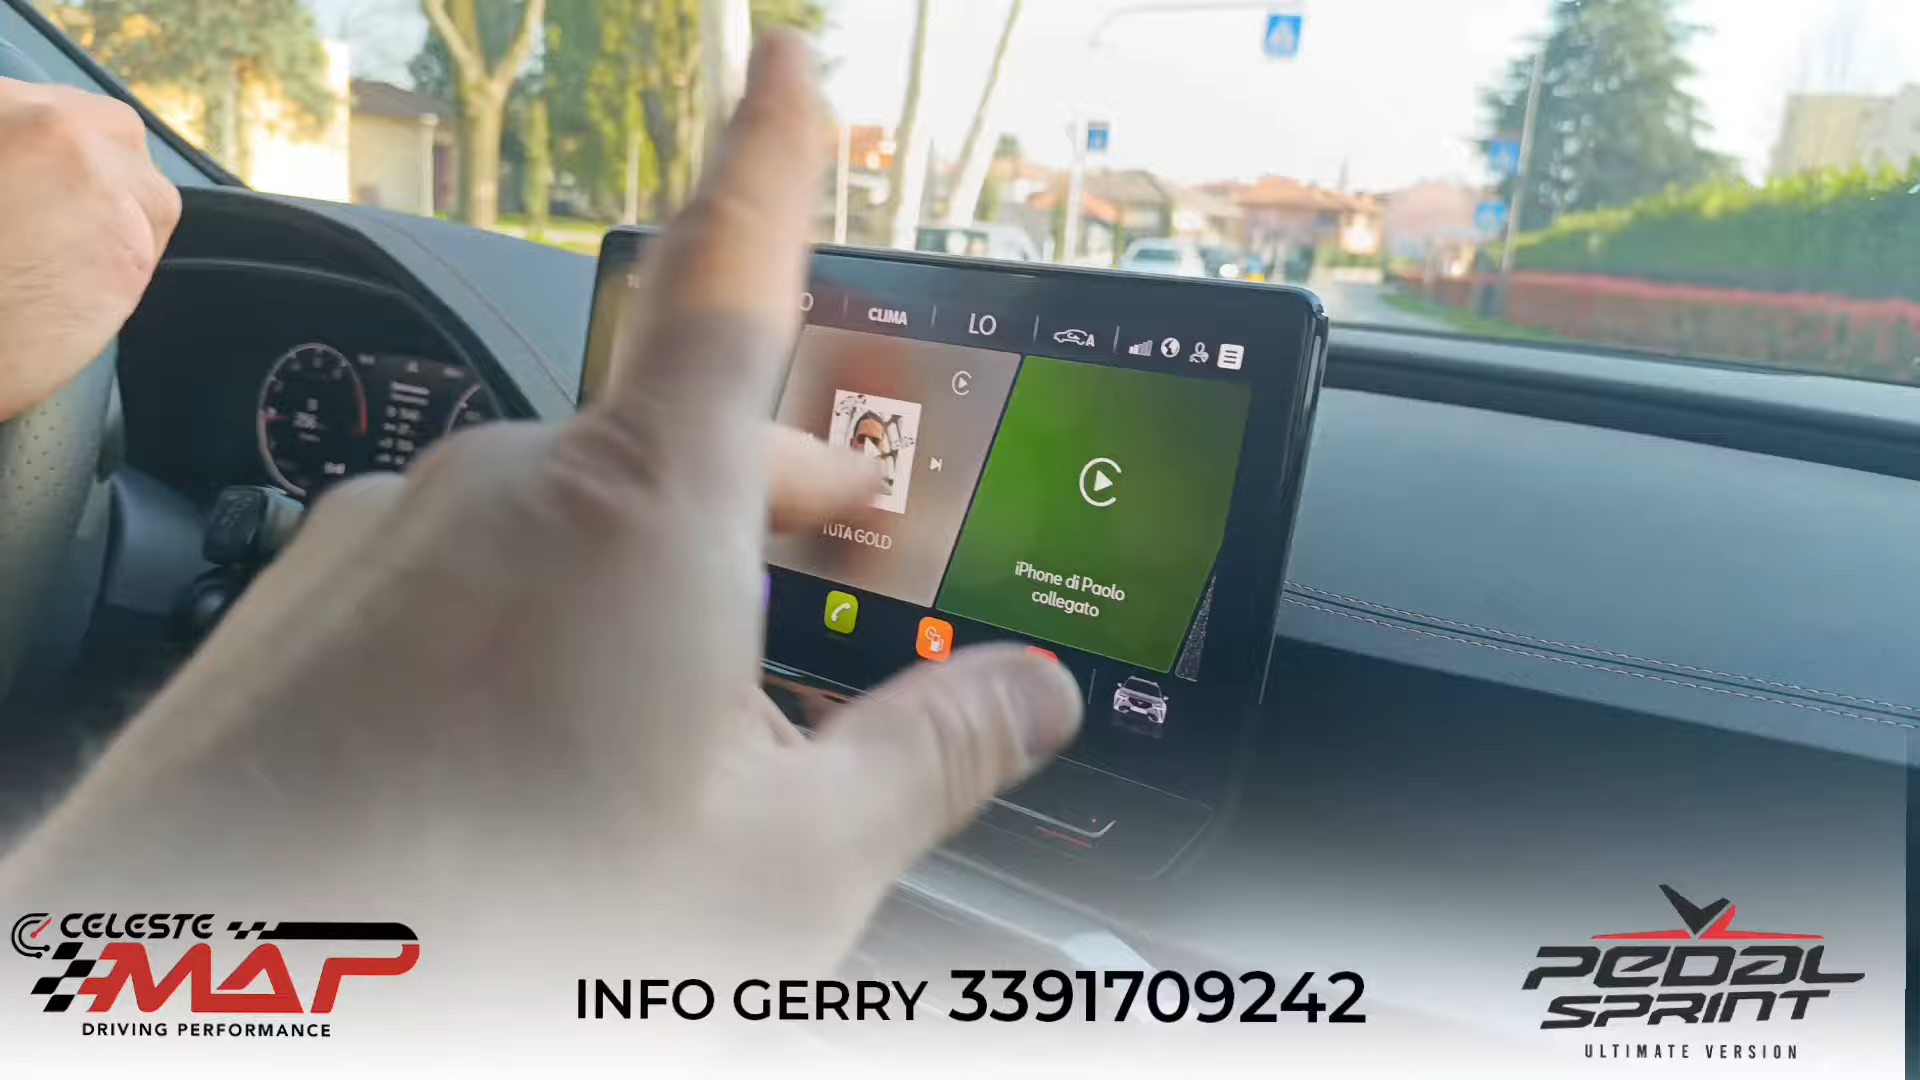 CLIMA
LO
A
TUTA GOLD
iPhone di Paolo
collegato
CELESTE
MAP
DRIVING PERFORMANCE
INFO GERRY 3391709242
PEDAL
SPRINT
ULTIMATE VERSION